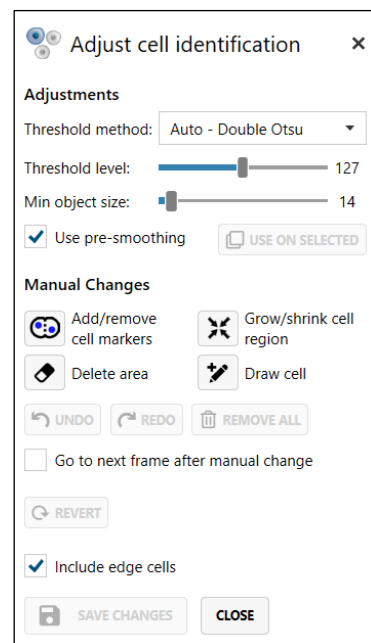 Adjust cell identification
Adjustments
Threshold method: Auto - Double Otsu
Threshold level: 127
Min object size: 14
Use pre-smoothing USE ON SELECTED
Manual Changes
Add/remove
cell markers
Grow/shrink cell
region
Delete area Draw cell
UNDO REDO REMOVE ALL
Go to next frame after manual change
REVERT
Include edge cells
SAVE CHANGES CLOSE